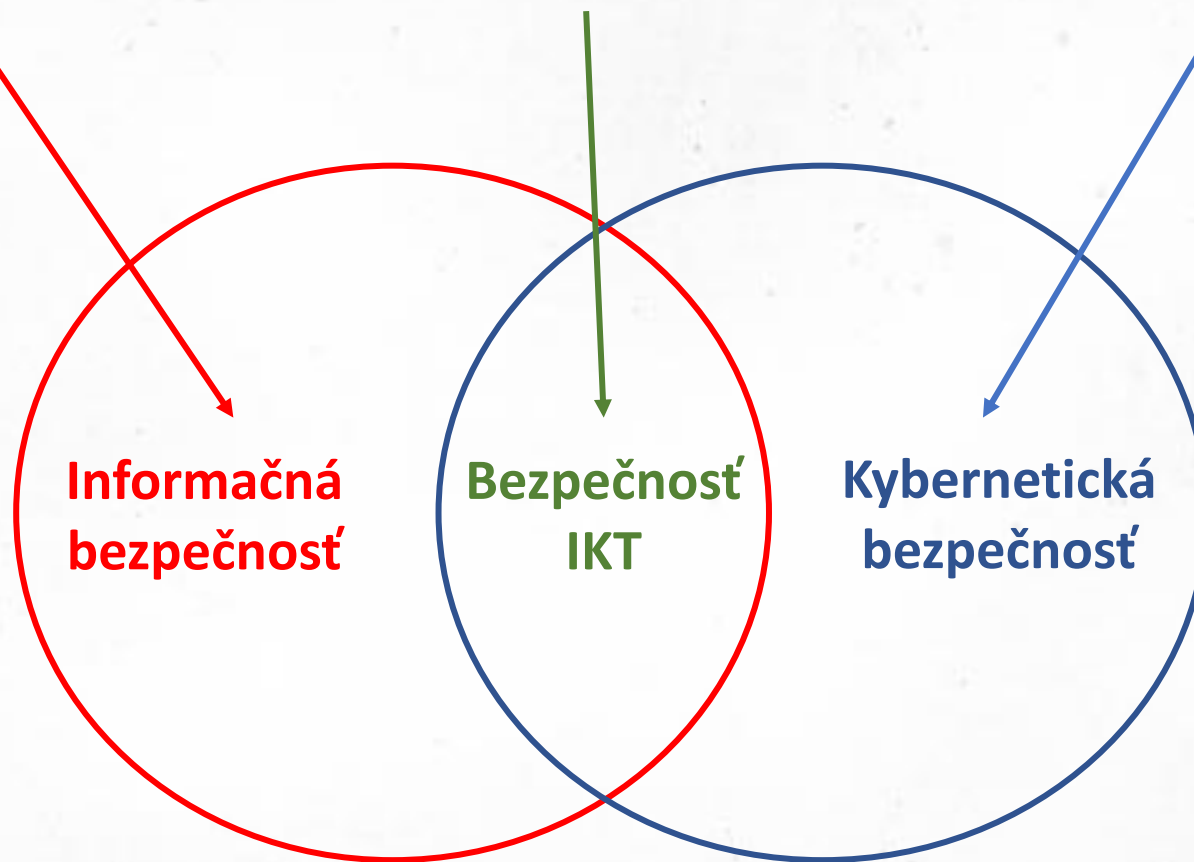 Informačná
bezpečnosť
Bezpečnosť
IKT
Kybernetická
bezpečnosť